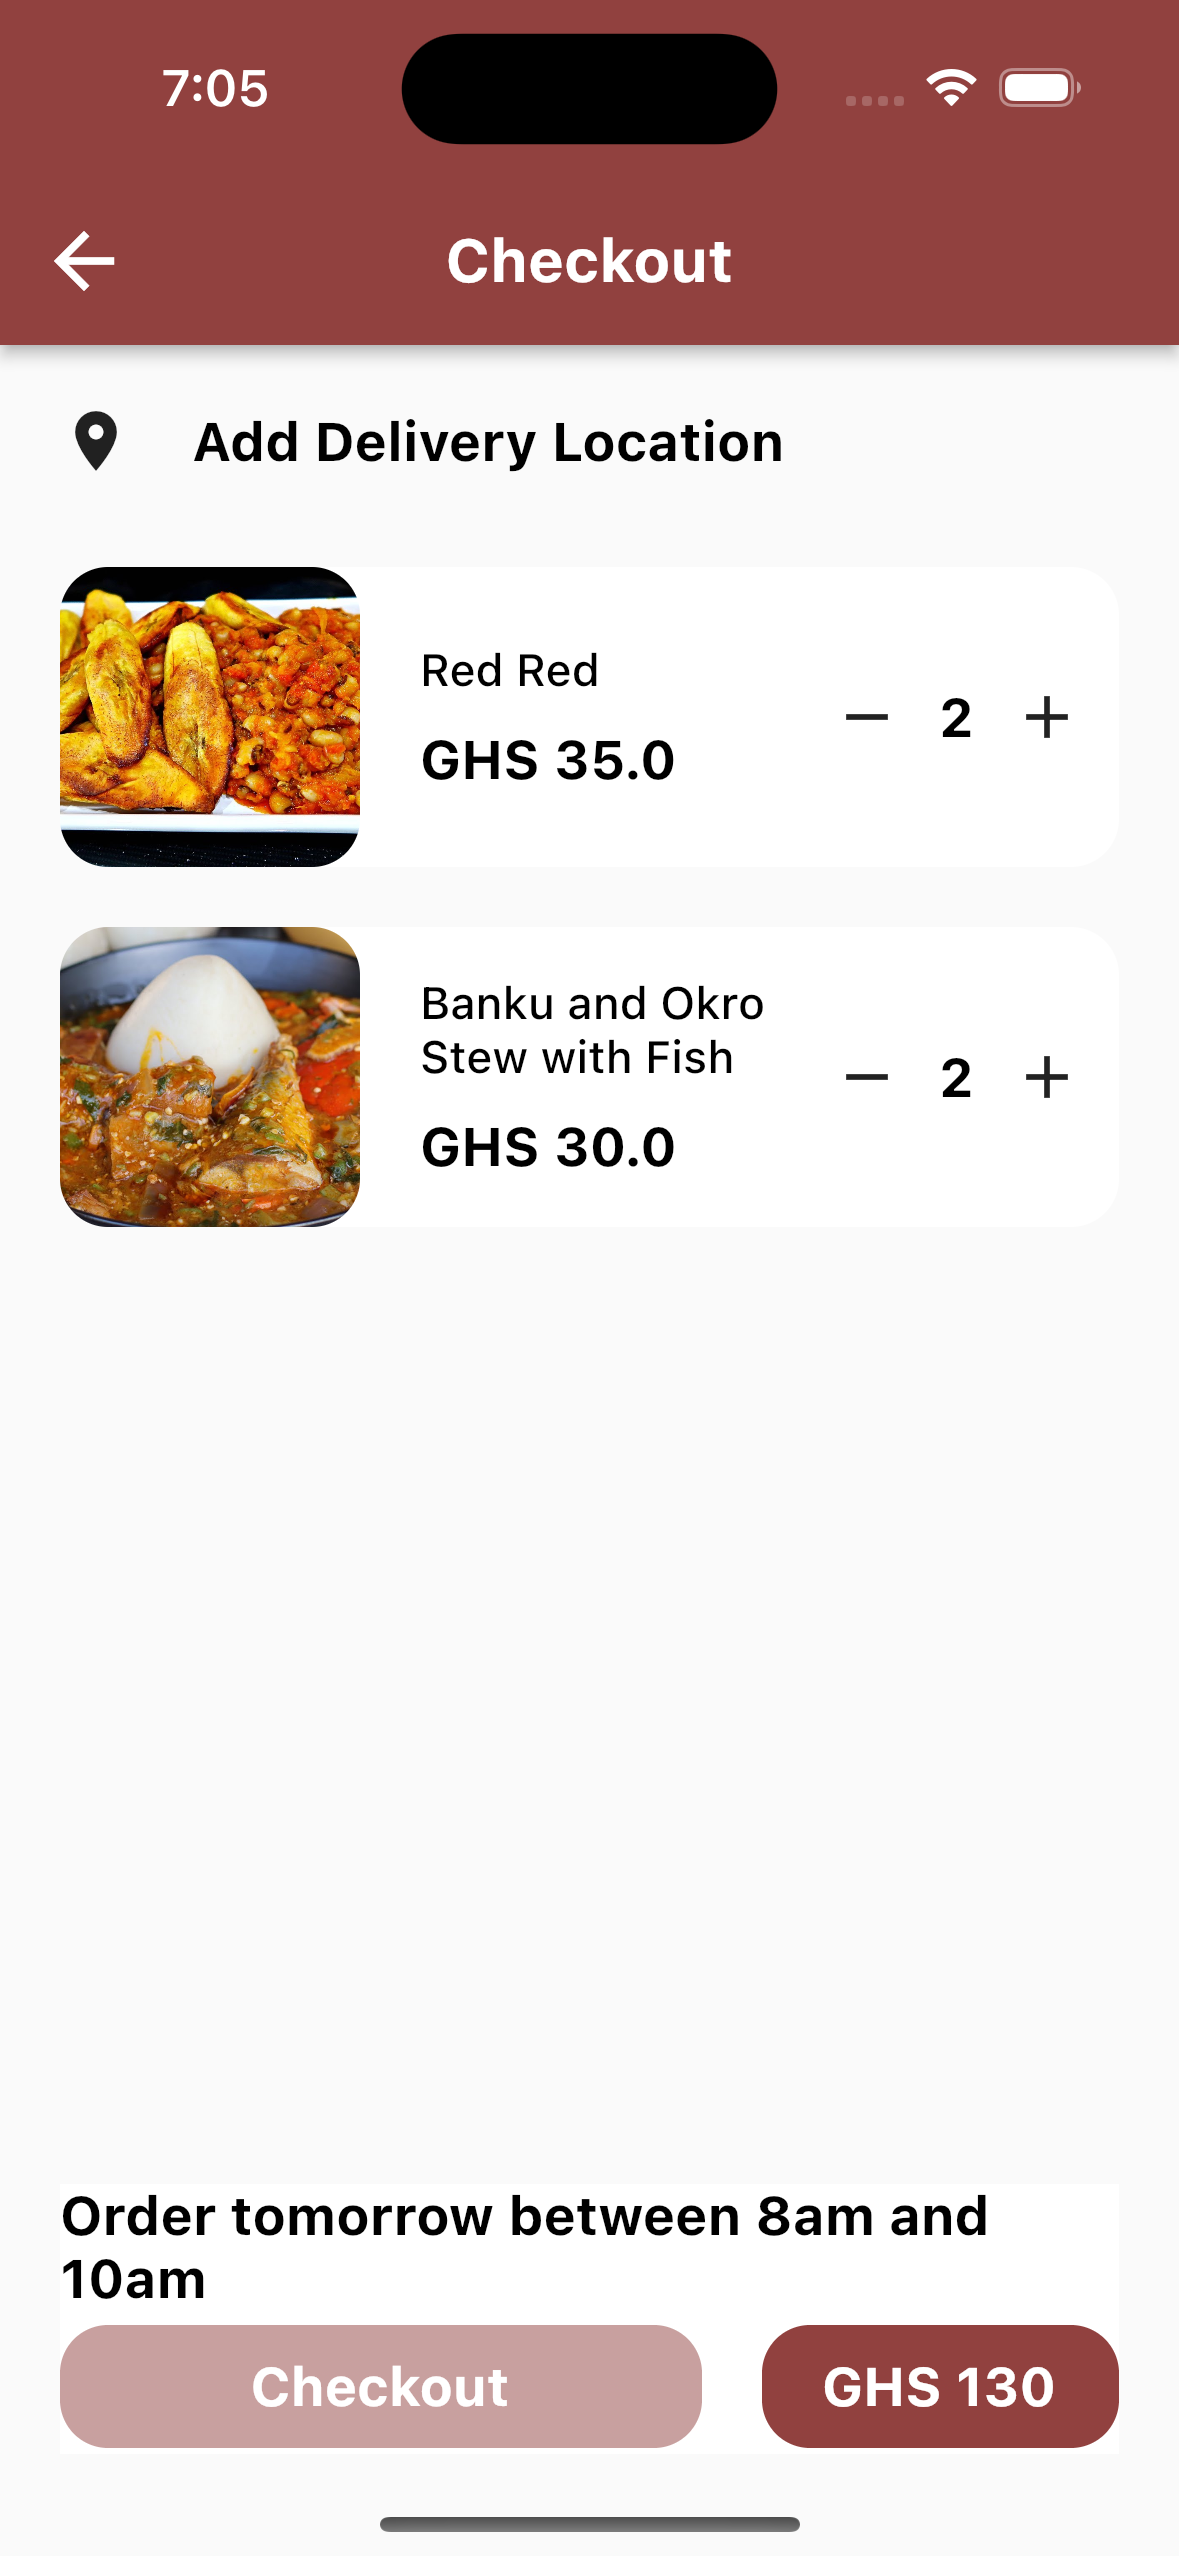 7:05
Checkout
Add Delivery Location
Red Red
GHS 35.0
2
Banku and Okro
Stew with Fish
GHS 30.0
2
Order tomorrow between 8am and
10am
Checkout
GHS 130